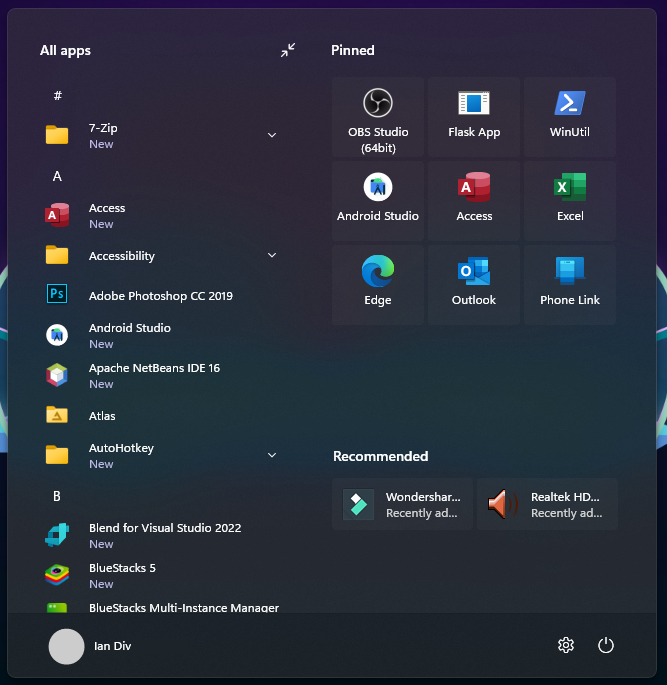 All apps
#
7-Zip
New
A
Access
New
Accessibility
Adobe Photoshop CC 2019
Android Studio
New
Apache NetBeans IDE 16
New
Atlas
AutoHotkey
New
B
Blend for Visual Studio 2022
New
BlueStacks 5
New
BlueStacks Multi-Instance Manager
Pinned
OBS Studio
(64bit)
Flask App
WinUtil
Android Studio
Access
Excel
Edge
Outlook
Phone Link
Recommended
Wondershar...
Recently ad...
Realtek HD...
Recently ad...
Ian Div